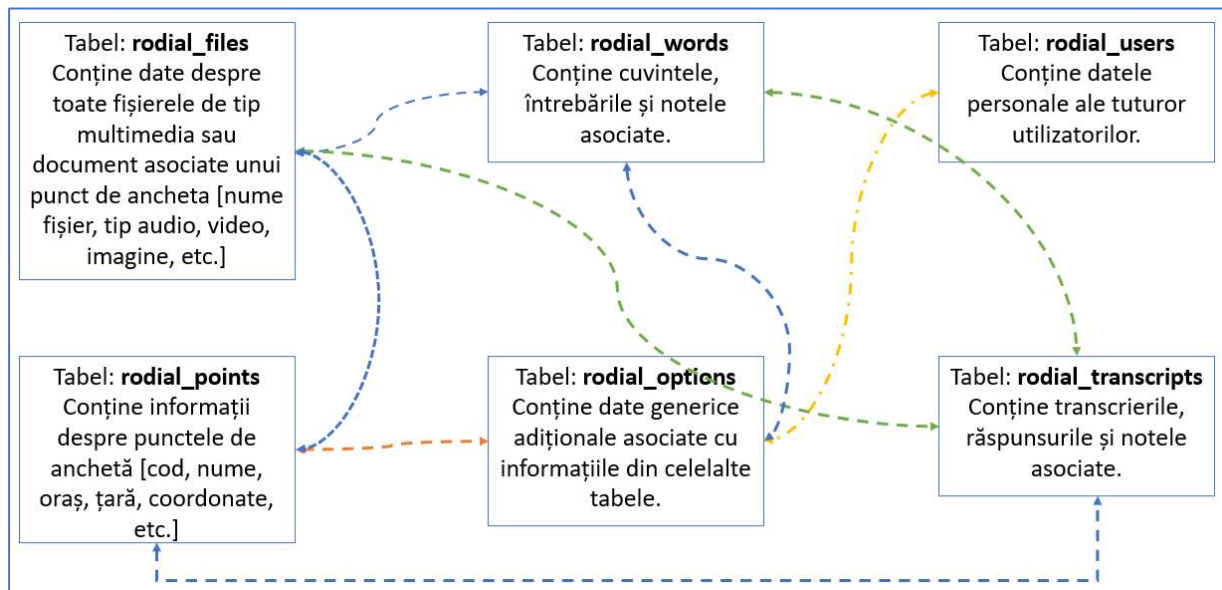 Tabel: rodial_files
Conține date despre
toate fișierele de tip
multimedia sau
document asociate unui
punct de ancheta [nume
fișier, tip audio, video,
imagine, etc.]
Tabel: rodial_words
Conține cuvintele,
întrebările și notele
asociate.
Tabel: rodial_users
Conține datele
personale ale tuturor
utilizatorilor.
Tabel: rodial_points
Conține informații
despre punctele de
anchetă [cod, nume,
oraș, țară, coordonate,
etc.]
Tabel: rodial_options
Conține date generice
adiționale asociate cu
informațiile din celelalte
tabele.
Tabel: rodial_transcripts
Conține transcrierile,
răspunsurile și notele
asociate.